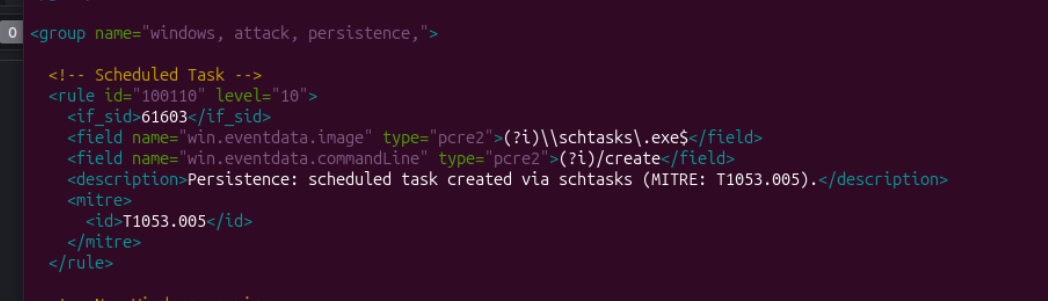 O
<group name="windows, attack, persistence,">
<!-- Scheduled Task -->
<rule id="100110" level="10">
<if_sid>61603</if_sid>
<field name="win.eventdata.image" type="pcre2">(?i)\\schtasks\.exe$</field>
<field name="win.eventdata.commandLine" type="pcre2">(?i)/create</field>
<description>Persistence: scheduled task created via schtasks (MITRE: T1053.005).</description>
<mitre>
<id>T1053.005</id>
</mitre>
</rule>